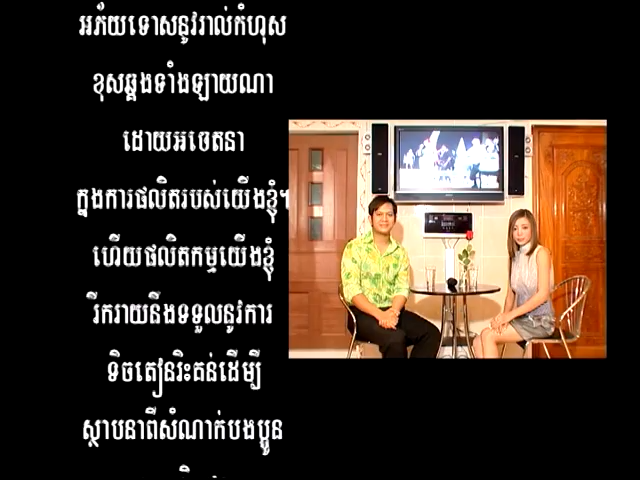 អភ័យទោសនូវរាល់កំហុស
ខុសឆ្គងទាំងឡាយណា
ដោយអចេតនា
ក្នុងការផលិតរបស់យើងខ្ញុំ។
ហើយផលិតកម្មយើងខ្ញុំ
រីករាយនឹងទទួលនូវការ
ទិចតៀនរិះគន់ដើម្បី
ស្ថាបនាពីសំណាក់បងប្អូន